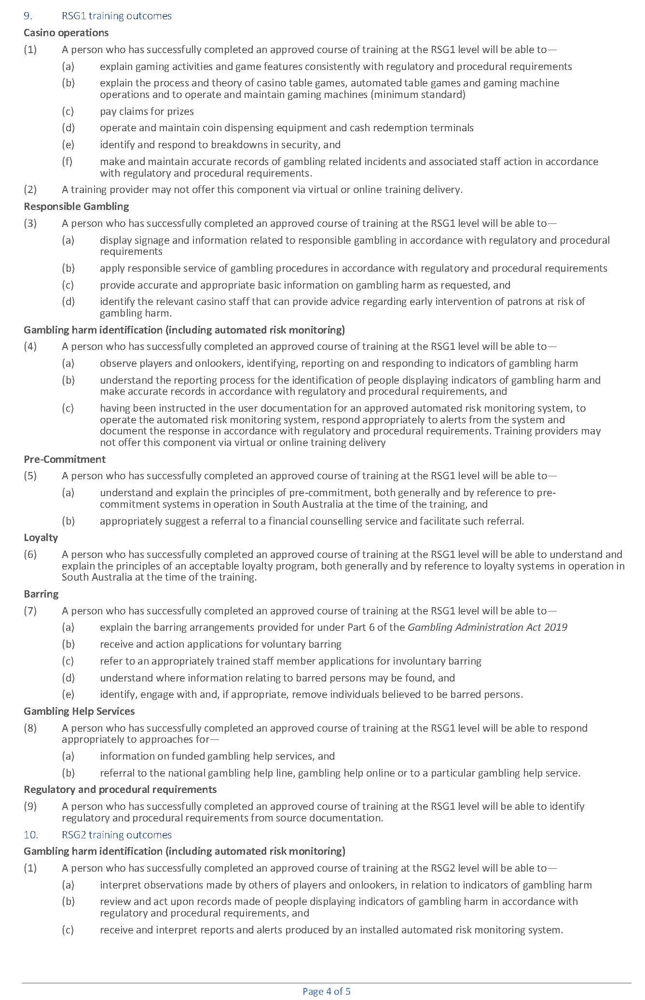 9. RSG1 training outcomes
Casino operations
(1) A person who has successfully completed an approved course of training at the RSG1 level will be able to—
(a) explain gaming activities and game features consistently with regulatory and procedural requirements
(b) explain the process and theory of casino table games, automated table games and gaming machine
operations and to operate and maintain gaming machines (minimum standard)
(c) pay claims for prizes
(d) operate and maintain coin dispensing equipment and cash redemption terminals
(e) identify and respond to breakdowns in security, and
(f) make and maintain accurate records of gambling related incidents and associated staff action in accordance
with regulatory and procedural requirements.
(2) A training provider may not offer this component via virtual or online training delivery.
Responsible Gambling
(3) A person who has successfully completed an approved course of training at the RSG1 level will be able to—
(a) display signage and information related to responsible gambling in accordance with regulatory and procedural
requirements
(b) apply responsible service of gambling procedures in accordance with regulatory and procedural requirements
(c) provide accurate and appropriate basic information on gambling harm as requested, and
(d) identify the relevant casino staff that can provide advice regarding early intervention of patrons at risk of
gambling harm.
Gambling harm identification (including automated risk monitoring)
(4) A person who has successfully completed an approved course of training at the RSG1 level will be able to—
(a) observe players and onlookers, identifying, reporting on and responding to indicators of gambling harm
(b) understand the reporting process for the identification of people displaying indicators of gambling harm and
make accurate records in accordance with regulatory and procedural requirements, and
(c) having been instructed in the user documentation for an approved automated risk monitoring system, to
operate the automated risk monitoring system, respond appropriately to alerts from the system and
document the response in accordance with regulatory and procedural requirements. Training providers may
not offer this component via virtual or online training delivery
Pre-Commitment
(5) A person who has successfully completed an approved course of training at the RSG1 level will be able to—
(a) understand and explain the principles of pre-commitment, both generally and by reference to pre-
commitment systems in operation in South Australia at the time of the training, and
(b) appropriately suggest a referral to a financial counselling service and facilitate such referral.
Loyalty
(6) A person who has successfully completed an approved course of training at the RSG1 level will be able to understand and
explain the principles of an acceptable loyalty program, both generally and by reference to loyalty systems in operation in
South Australia at the time of the training.
Barring
(7) A person who has successfully completed an approved course of training at the RSG1 level will be able to—
(a) explain the barring arrangements provided for under Part 6 of the Gambling Administration Act 2019
(b) receive and action applications for voluntary barring
(c) refer to an appropriately trained staff member applications for involuntary barring
(d) understand where information relating to barred persons may be found, and
(e) identify, engage with and, if appropriate, remove individuals believed to be barred persons.
Gambling Help Services
(8) A person who has successfully completed an approved course of training at the RSG1 level will be able to respond
appropriately to approaches for—
(a) information on funded gambling help services, and
(b) referral to the national gambling help line, gambling help online or to a particular gambling help service.
Regulatory and procedural requirements
(9) A person who has successfully completed an approved course of training at the RSG1 level will be able to identify
regulatory and procedural requirements from source documentation.
10. RSG2 training outcomes
Gambling harm identification (including automated risk monitoring)
(1) A person who has successfully completed an approved course of training at the RSG2 level will be able to—
(a) interpret observations made by others of players and onlookers, in relation to indicators of gambling harm
(b) review and act upon records made of people displaying indicators of gambling harm in accordance with
regulatory and procedural requirements, and
(c) receive and interpret reports and alerts produced by an installed automated risk monitoring system.
Page 4 of 5